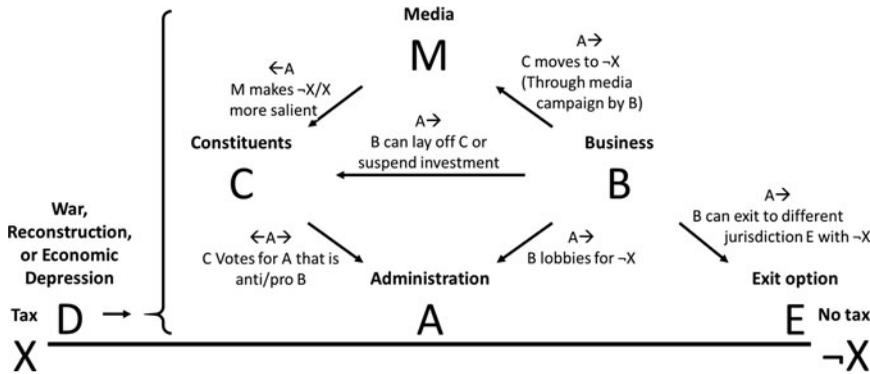 Media
M
A→
C moves to ¬X
(Through media
campaign by B)
←A
M makes ¬X/X
more salient
A→
B can lay off C or
suspend investment
Constituents
C
Business
B
War,
Reconstruction,
or Economic
Depression
←A→
C Votes for A that is
anti/pro B
A→
B lobbies for ¬X
A→
B can exit to different
jurisdiction E with ¬X
Administration
A
Exit option
E
Tax
D
No tax
X
¬X